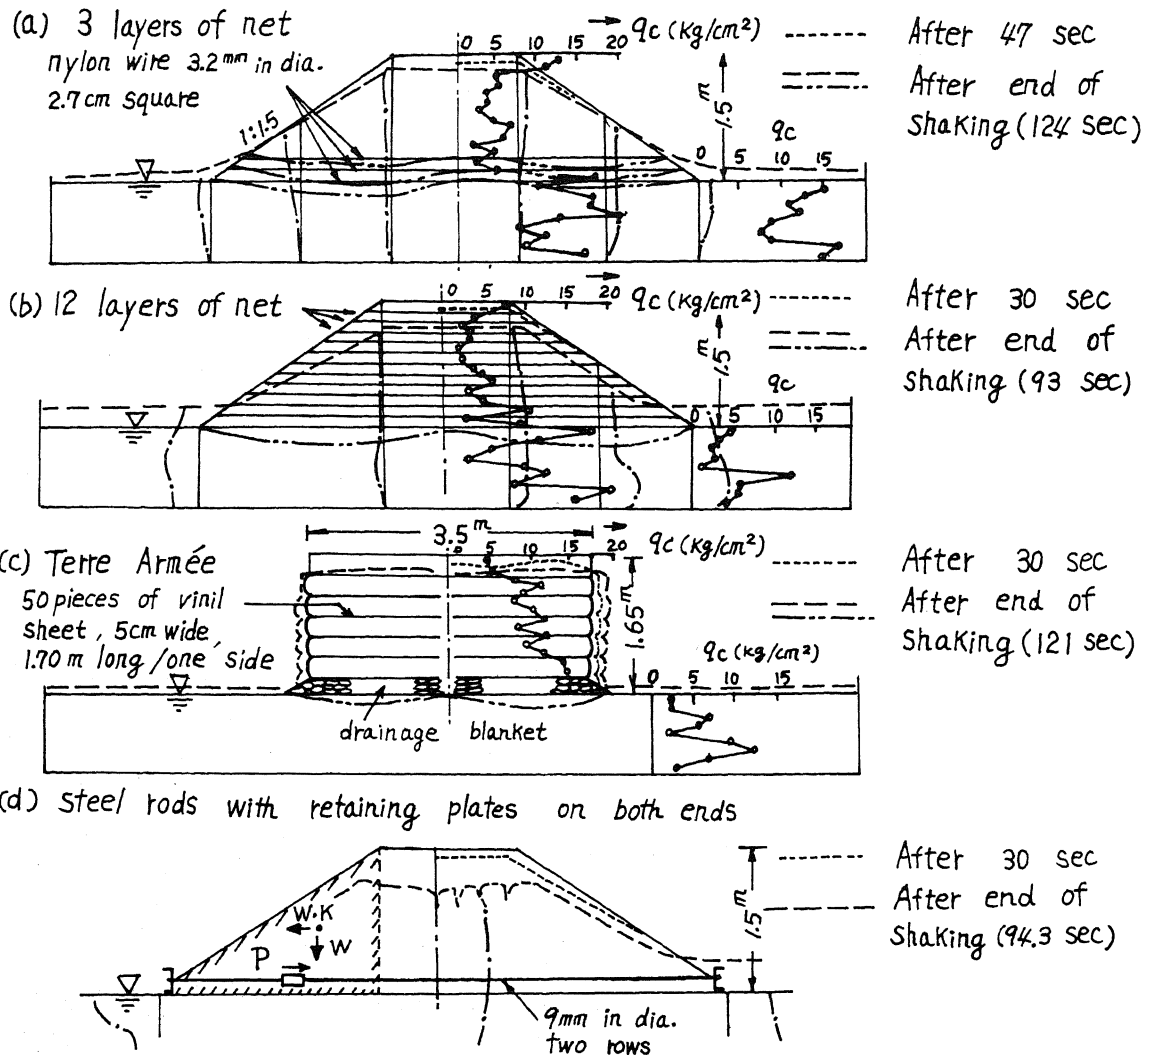 (a) 3 layers of net
nylon wire 3.2mm in dia.
2.7cm square
1:1.5
0 5 10 15 20 qc (Kg/cm²)
1.5 m
qc
0 5 10 15
After 47 sec
After end of
shaking (124 sec)
(b) 12 layers of net
0 5 10 15 20 qc (Kg/cm²)
1.5 m
qc
0 5 10 15
After 30 sec
After end of
shaking (93 sec)
3.5 m
(c) Terre Armée
50 pieces of vinil
sheet, 5cm wide,
1.70 m long/one side
0 5 10 15 20 qc (Kg/cm²)
1.65 m
qc (kg/cm²)
0 5 10 15
drainage blanket
After 30 sec
After end of
shaking (121 sec)
(d) steel rods with retaining plates on both ends
W·K
W
P
1.5 m
9mm in dia.
two rows
After 30 sec
After end of
shaking (94.3 sec)